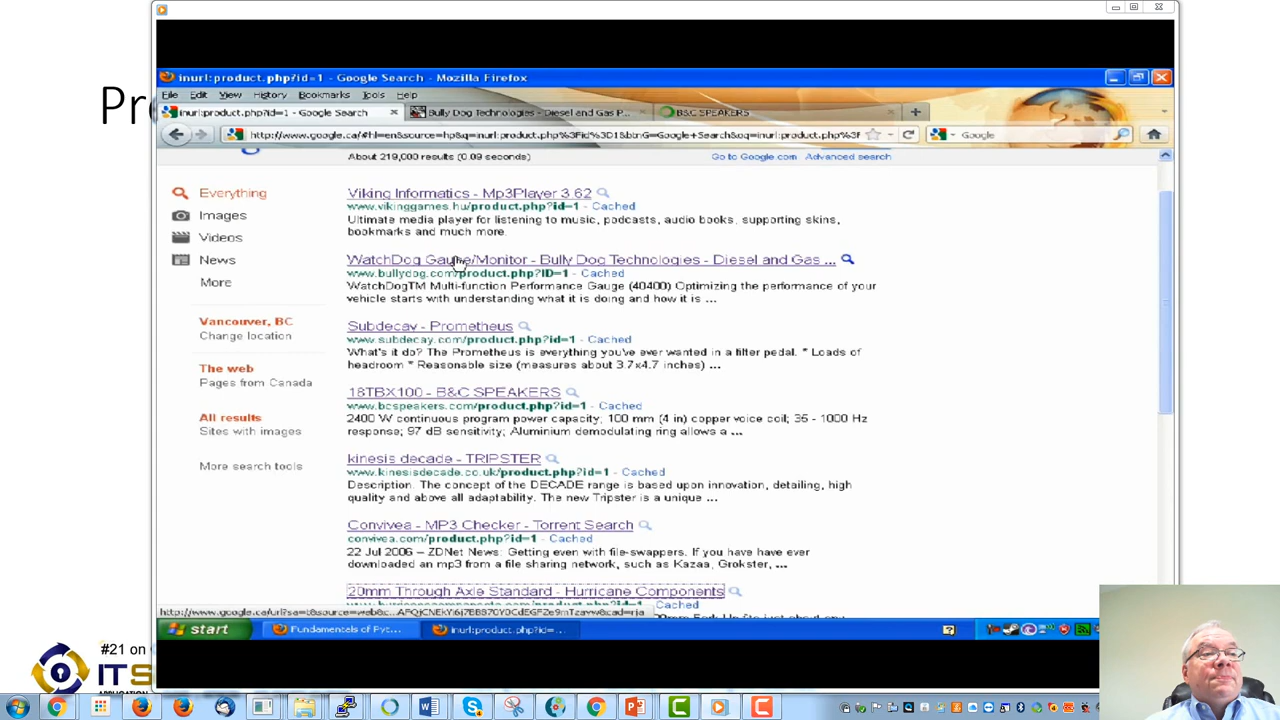 Pr
inurl:product.php?id=1 - Google Search - Mozilla Firefox
File Edit View History Bookmarks Tools Help
inurl:product.php?id=1 - Google Search
Bully Dog Technologies - Diesel and Gas P...
B&C SPEAKERS
Google
About 219,000 results (0.09 seconds)
Go to Google.com Advanced search
Everything
Images
Videos
News
More
Vancouver, BC
Change location
The web
Pages from Canada
All results
Sites with images
More search tools
Viking Informatics - Mp3Player 3.62
www.vikinggames.hu/product.php?id=1 - Cached
Ultimate media player for listening to music, podcasts, audio books, supporting skins,
bookmarks and much more.
WatchDog Gauge/Monitor - Bully Dog Technologies - Diesel and Gas ...
www.bullydog.com/product.php?ID=1 - Cached
WatchDogTM Multi-function Performance Gauge (40400) Optimizing the performance of your
vehicle starts with understanding what it is doing and how it is ...
Subdecay - Prometheus
www.subdecay.com/product.php?id=1 - Cached
What's it do? The Prometheus is everything you've ever wanted in a filter pedal. * Loads of
headroom * Reasonable size (measures about 3.7x4.7 inches) ...
18TBX100 - B&C SPEAKERS
www.bcspeakers.com/product.php?id=1 - Cached
2400 W continuous program power capacity; 100 mm (4 in) copper voice coil; 35 - 1000 Hz
response; 97 dB sensitivity; Aluminium demodulating ring allows a ...
kinesis decade - TRIPSTER
www.kinesisdecade.co.uk/product.php?id=1 - Cached
Description. The concept of the DECADE range is based upon innovation, detailing, high
quality and above all adaptability. The new Tripster is a unique ...
Convivea - MP3 Checker - Torrent Search
convivea.com/product.php?id=1 - Cached
22 Jul 2006 – ZDNet News: Getting even with file-swappers. If you have have ever
downloaded an mp3 from a file sharing network, such as Kazaa, Grokster, ...
20mm Through Axle Standard - Hurricane Components
Cached
start
Fundamentals of Pyt...
inurl:product.php?id=...
#21 on
ITS